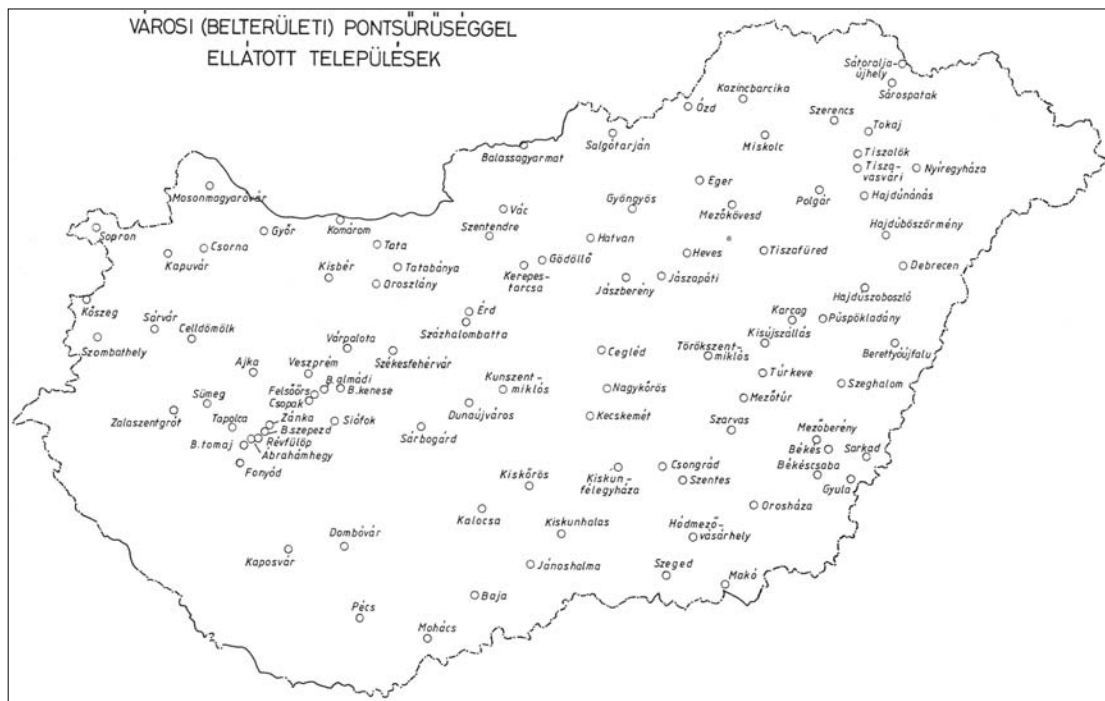 VÁROSI (BELTERÜLETI) PONTSŰRŰSÉGGEL
ELLÁTOTT TELEPÜLÉSEK
Sátoralja-
újhely
Sárospatak
Kazincbarcika
Ózd
Szerencs
Tokaj
Salgótarján
Miskolc
Balassagyarmat
Tiszalök
Tisza-
vasvári
Nyíregyháza
Eger
Polgár
Hajdúnánás
Mosonmagyaróvár
Vác
Gyöngyös
Mezőkövesd
Hajdúböszörmény
Sopron
Győr
Komárom
Szentendre
Hatvan
Csorna
Tata
Heves
Tiszafüred
Kapuvár
Gödöllő
Kisbér
Tatabánya
Kerepes-
tarcsa
Jászapáti
Debrecen
Oroszlány
Jászberény
Hajdúszoboszló
Kőszeg
Érd
Karcag
Püspökladány
Sárvár
Celldömölk
Százhalombatta
Kisújszállás
Szombathely
Várpalota
Székesfehérvár
Cegléd
Törökszent-
miklós
Berettyóújfalu
Ajka
Veszprém
B.almádi
Túrkeve
Felsőörs
B.kenese
Kunszent-
miklós
Nagykőrös
Szeghalom
Sümeg
Csopak
Mezőtúr
Zalaszentgrót
Dunaújváros
Tapolca
Zánka
Siófok
Kecskemét
Szarvas
B.szepezd
Sárbogárd
Mezőberény
B.tomaj
Révfülöp
Ábrahámhegy
Békés
Sarkad
Fonyód
Csongrád
Békéscsaba
Kiskőrös
Kiskun-
félegyháza
Szentes
Gyula
Orosháza
Kalocsa
Kiskunhalas
Hódmező-
vásárhely
Dombóvár
Kaposvár
Jánoshalma
Szeged
Makó
Baja
Pécs
Mohács